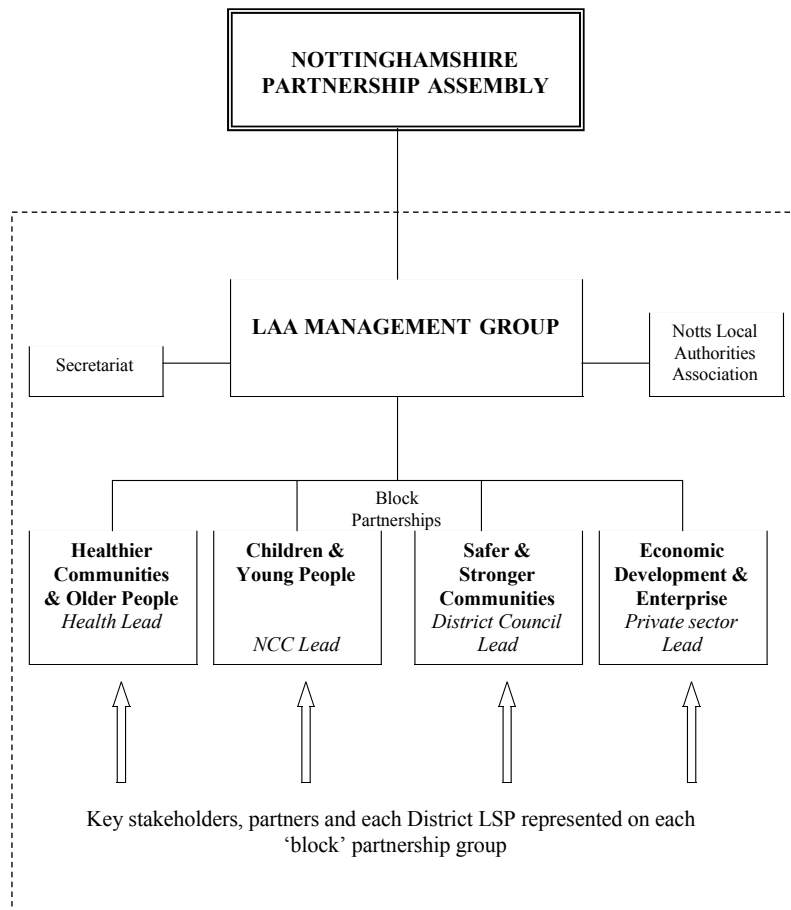 NOTTINGHAMSHIRE
PARTNERSHIP ASSEMBLY
LAA MANAGEMENT GROUP
Secretariat
Notts Local
Authorities
Association
Block
Partnerships
Healthier
Communities
& Older People
Health Lead
Children &
Young People
NCC Lead
Safer &
Stronger
Communities
District Council
Lead
Economic
Development &
Enterprise
Private sector
Lead
Key stakeholders, partners and each District LSP represented on each
‘block’ partnership group